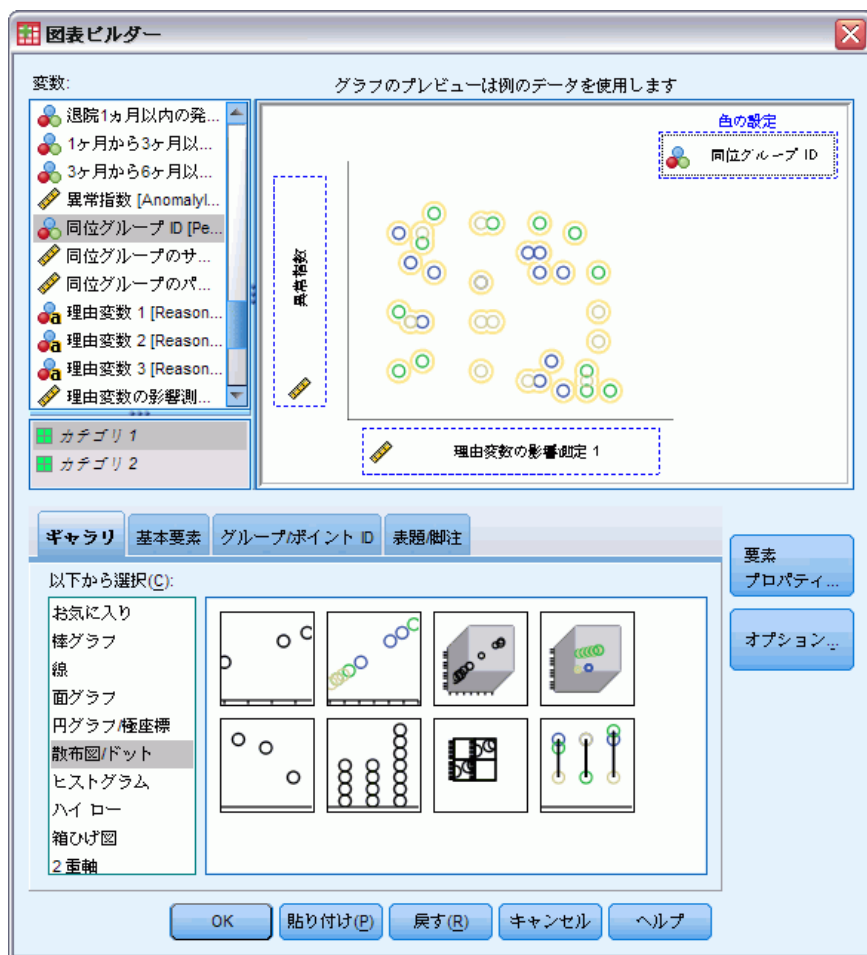 図表ビルダー
変数:
グラフのプレビューは例のデータを使用します
退院1ヵ月以内の発...
1ヶ月から3ヶ月以...
3ヶ月から6ヶ月以...
異常指数 [Anomalyl...
同位グループ ID [Pe...
同位グループのサ...
同位グループのパ...
理由変数 1 [Reason...
理由変数 2 [Reason...
理由変数 3 [Reason...
理由変数の影響測...
カテゴリ 1
カテゴリ 2
色の設定
同位グループ ID
異常指数
理由変数の影響測定 1
ギャラリ
基本要素
グループ/ポイント ID
表題/脚注
以下から選択(C):
お気に入り
棒グラフ
線
面グラフ
円グラフ/極座標
散布図/ドット
ヒストグラム
ハイ ロー
箱ひげ図
2 重軸
要素
プロパティ...
オプション...
OK
貼り付け(P)
戻す(R)
キャンセル
ヘルプ